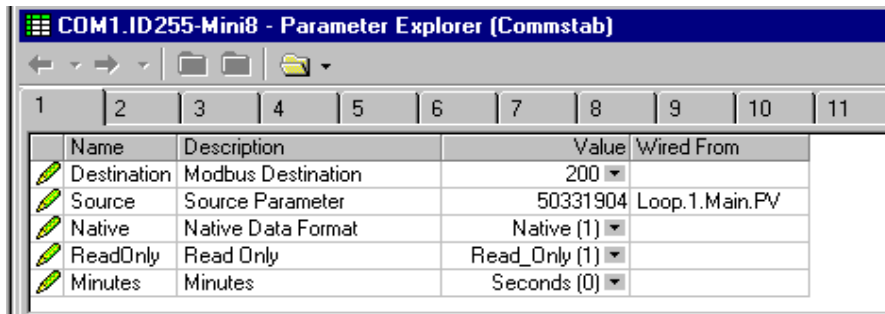 COM1.ID255-Mini8 - Parameter Explorer (Commstab)
1 2 3 4 5 6 7 8 9 10 11
Name Description Value Wired From
Destination Modbus Destination 200
Source Source Parameter 50331904 Loop.1.Main.PV
Native Native Data Format Native (1)
ReadOnly Read Only Read_Only (1)
Minutes Minutes Seconds (0)